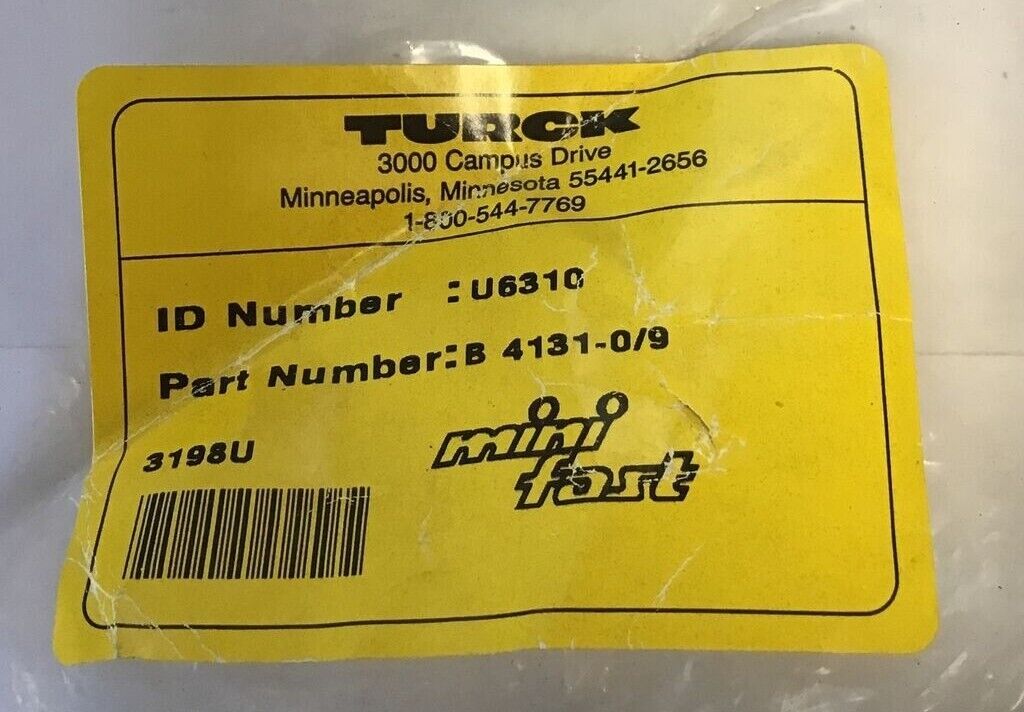 TURCK
3000 Campus Drive
Minneapolis, Minnesota 55441-2656
1-800-544-7769
ID Number : U6310
Part Number: B 4131-0/9
3198U
mini
fast